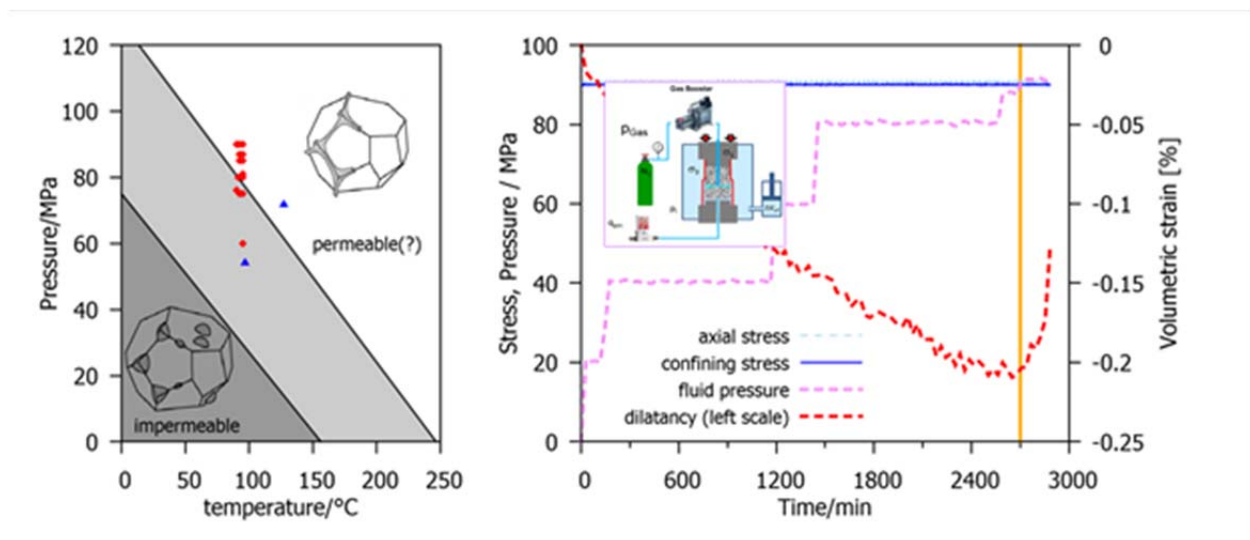 120
100
80
60
40
20
0
Pressure/MPa
0 50 100 150 200 250
temperature/°C
permeable(?)
impermeable
100
80
60
40
20
0
Stress, Pressure / MPa
0 600 1200 1800 2400 3000
Time/min
Gas Booster
PGas
axial stress
confining stress
fluid pressure
dilatancy (left scale)
0
-0.05
-0.1
-0.15
-0.2
-0.25
Volumetric strain [%]